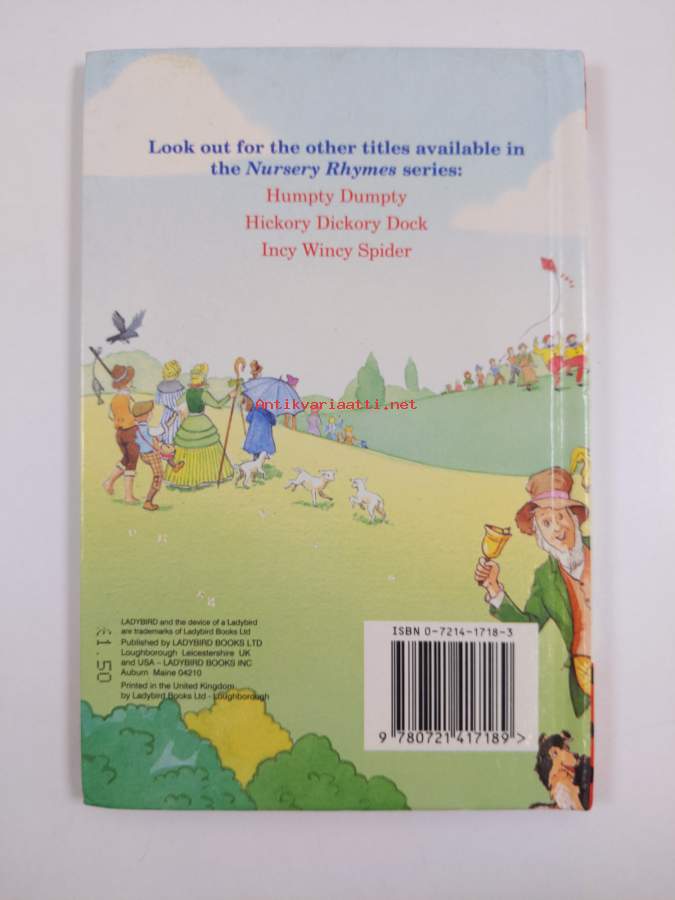 Look out for the other titles available in
the Nursery Rhymes series:
Humpty Dumpty
Hickory Dickory Dock
Incy Wincy Spider
Antikvariaatti.net
LADYBIRD and the device of a Ladybird
are trademarks of Ladybird Books Ltd
Published by LADYBIRD BOOKS LTD
Loughborough Leicestershire UK
and USA – LADYBIRD BOOKS INC
Auburn Maine 04210
Printed in the United Kingdom
by Ladybird Books Ltd - Loughborough
£1.50
ISBN 0-7214-1718-3
9 780721 417189 >